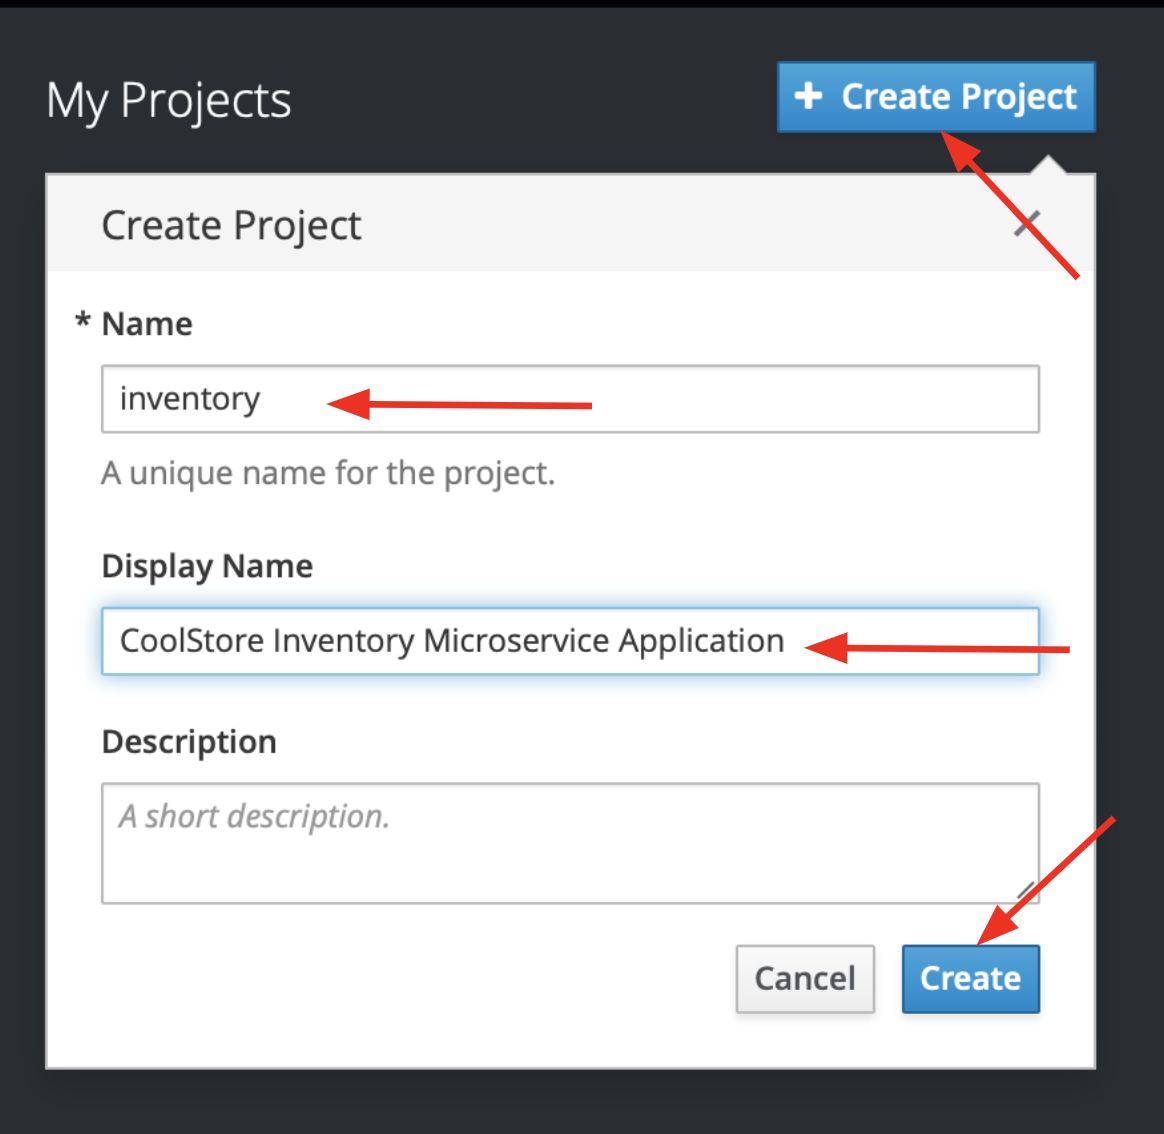 My Projects
+ Create Project
Create Project
* Name
inventory
A unique name for the project.
Display Name
CoolStore Inventory Microservice Application
Description
A short description.
Cancel
Create